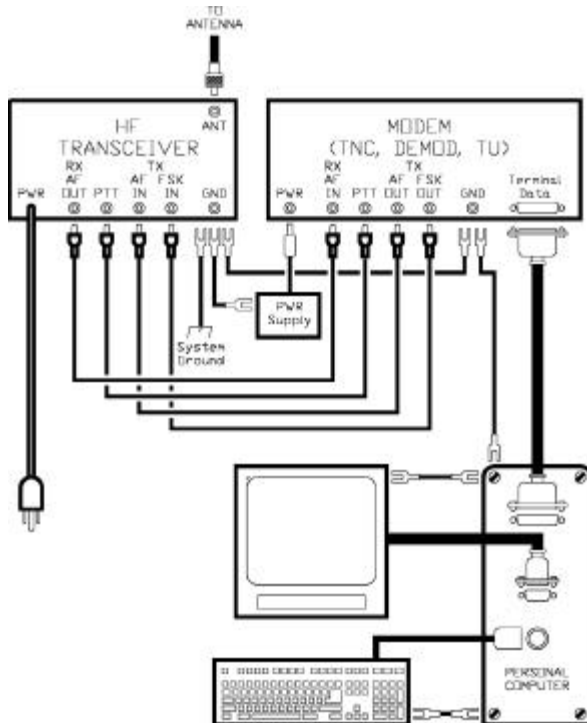 TO
ANTENNA
HF
TRANSCEIVER
ANT
RX
TX
AF
AF
FSK
PWR
OUT
PTT
IN
IN
GND
MODEM
(TNC, DEMOD, TU)
RX
TX
AF
AF
FSK
PWR
IN
PTT
OUT
OUT
GND
Terminal
Data
PWR
Supply
System
Ground
PERSONAL
COMPUTER